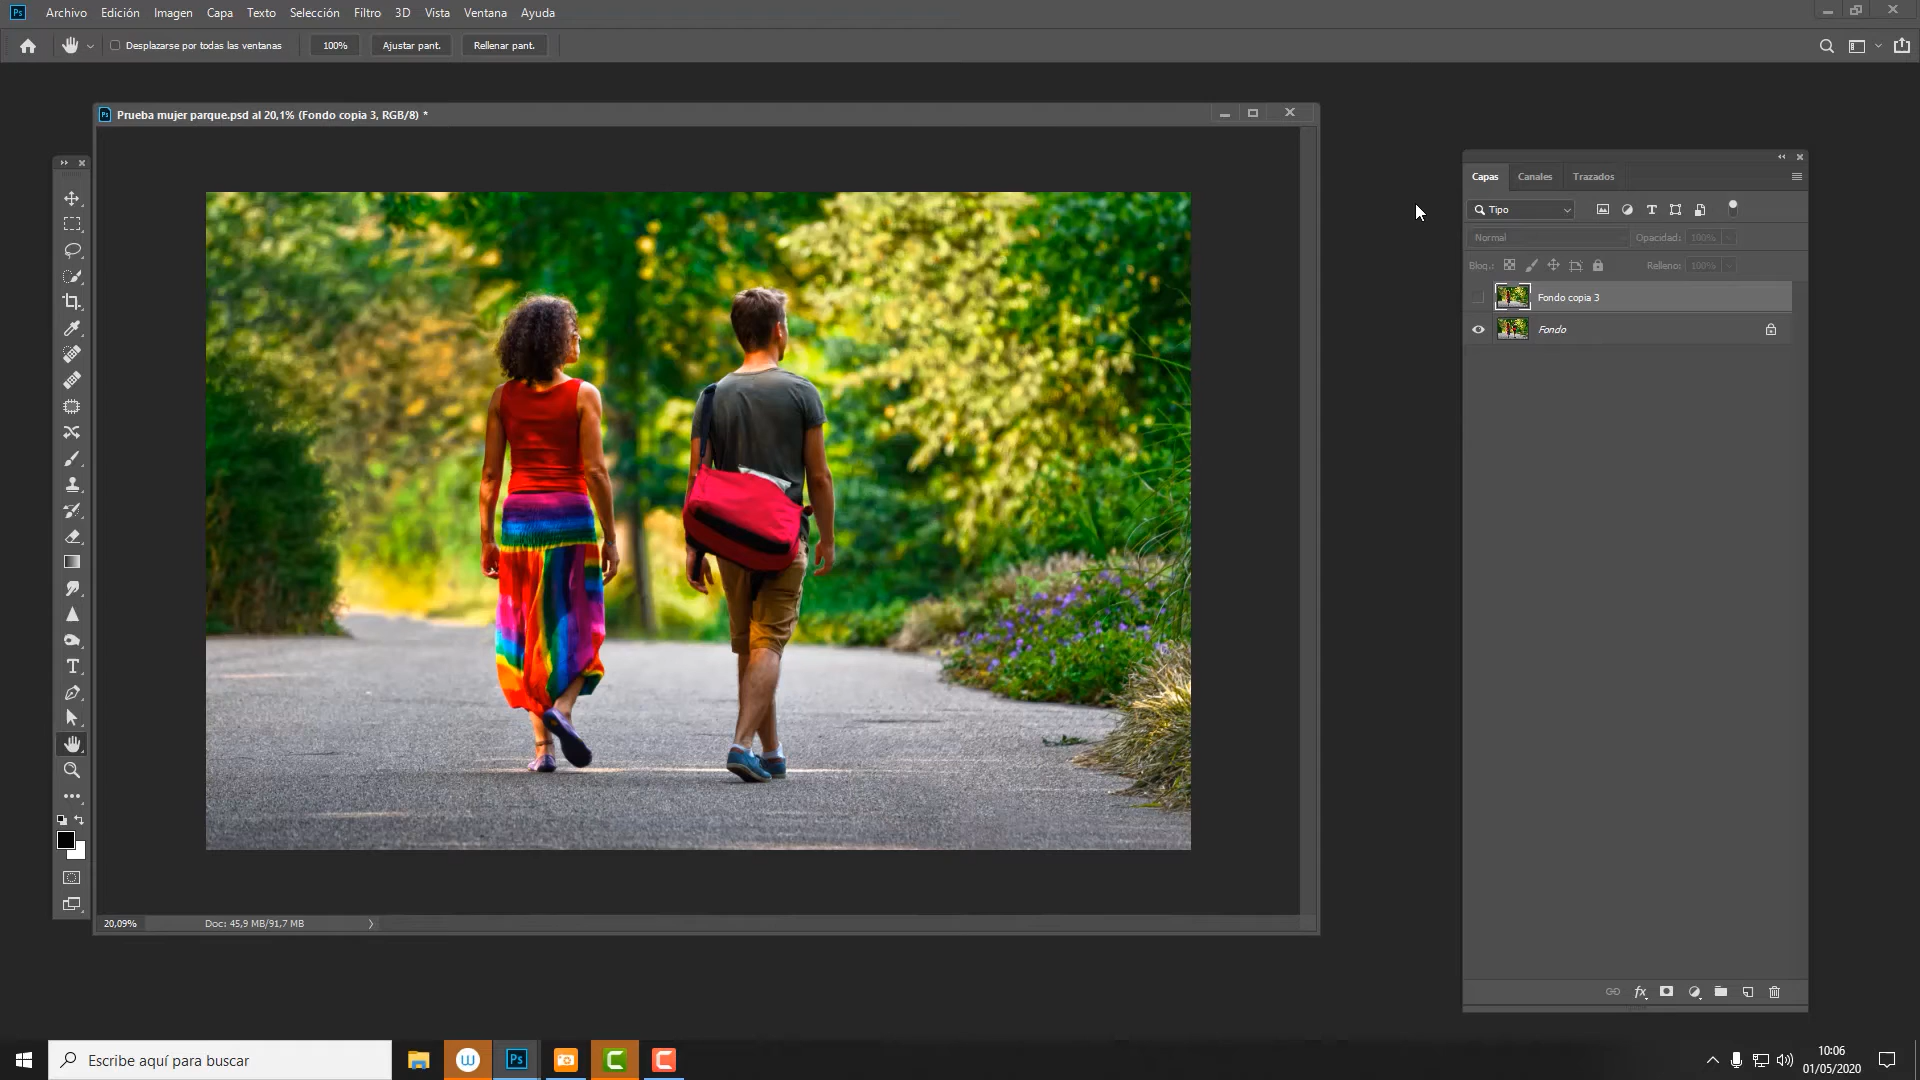 Ps Archivo Edición Imagen Capa Texto Selección Filtro 3D Vista Ventana Ayuda
Desplazarse por todas las ventanas 100% Ajustar pant. Rellenar pant.
Ps Prueba mujer parque.psd al 20,1% (Fondo copia 3, RGB/8) *
Capas Canales Trazados
Tipo
Normal Opacidad: 100%
Bloq.: Relleno: 100%
Fondo copia 3
Fondo
20,09% Doc: 45,9 MB/91,7 MB
Escribe aquí para buscar
Ps
10:06
01/05/2020